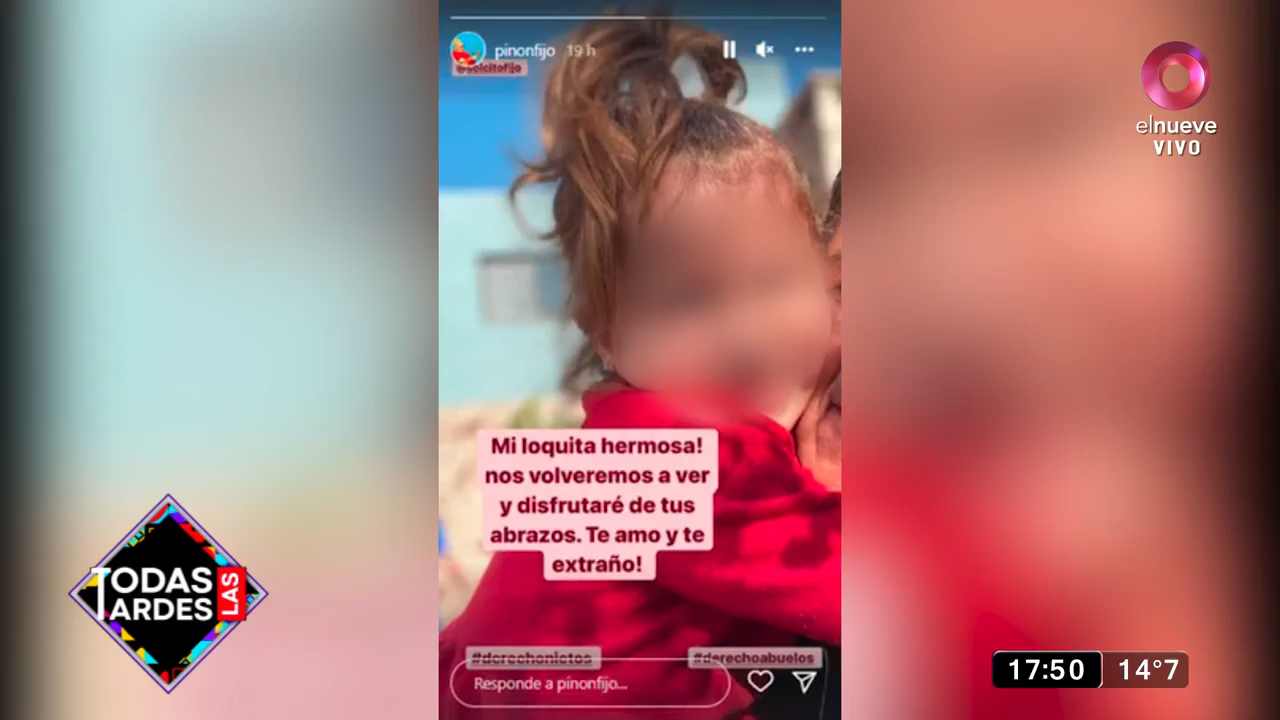 pinonfijo 19 h
@solcitofijo
elnueve
VIVO
Mi loquita hermosa!
nos volveremos a ver
y disfrutaré de tus
abrazos. Te amo y te
extraño!
TODAS
LAS
TARDES
#derechonietos
#derechoabuelos
Responde a pinonfijo...
17:50
14°7